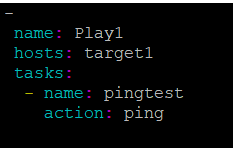 -
 name: Play1
 hosts: target1
 tasks:
  - name: pingtest
    action: ping